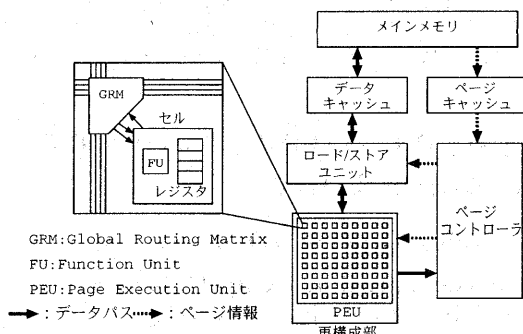 メインメモリ
データ
キャッシュ
ページ
キャッシュ
GRM
セル
FU
レジスタ
ロード/ストア
ユニット
ページ
コントローラ
PEU
再構成部
GRM:Global Routing Matrix
FU:Function Unit
PEU:Page Execution Unit
:データパス :ページ情報